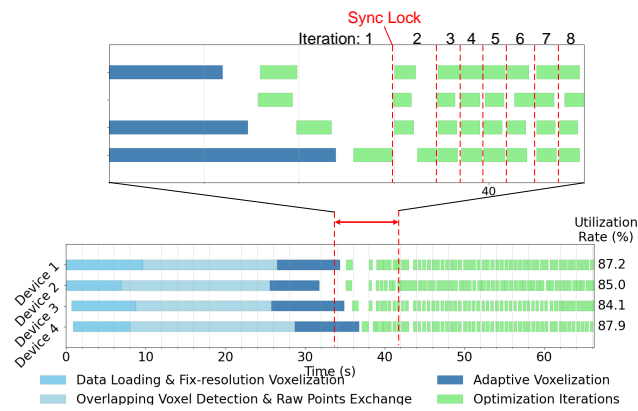 Sync Lock
Iteration: 1 2 3 4 5 6 7 8
40
Utilization
Rate (%)
Device 1 87.2
Device 2 85.0
Device 3 84.1
Device 4 87.9
0 10 20 30 40 50 60
Time (s)
Data Loading & Fix-resolution Voxelization
Adaptive Voxelization
Overlapping Voxel Detection & Raw Points Exchange
Optimization Iterations